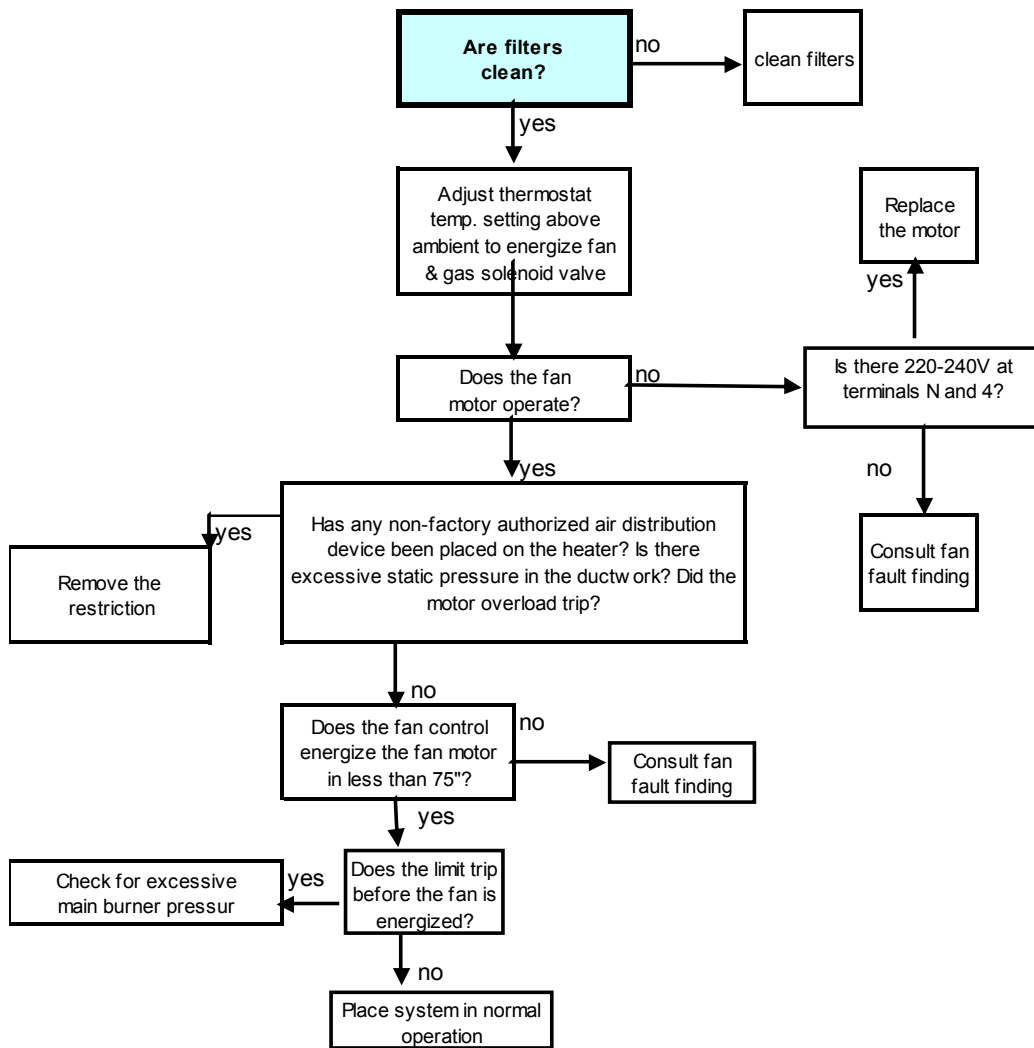 Are filters
clean?
no
clean filters
yes
Adjust thermostat
temp. setting above
ambient to energize fan
& gas solenoid valve
Replace
the motor
yes
Does the fan
motor operate?
no
Is there 220-240V at
terminals N and 4?
no
Consult fan
fault finding
yes
Has any non-factory authorized air distribution
device been placed on the heater? Is there
excessive static pressure in the ductwork? Did the
motor overload trip?
yes
Remove the
restriction
no
Does the fan control
energize the fan motor
in less than 75"?
no
Consult fan
fault finding
yes
Does the limit trip
before the fan is
energized?
yes
Check for excessive
main burner pressur
no
Place system in normal
operation